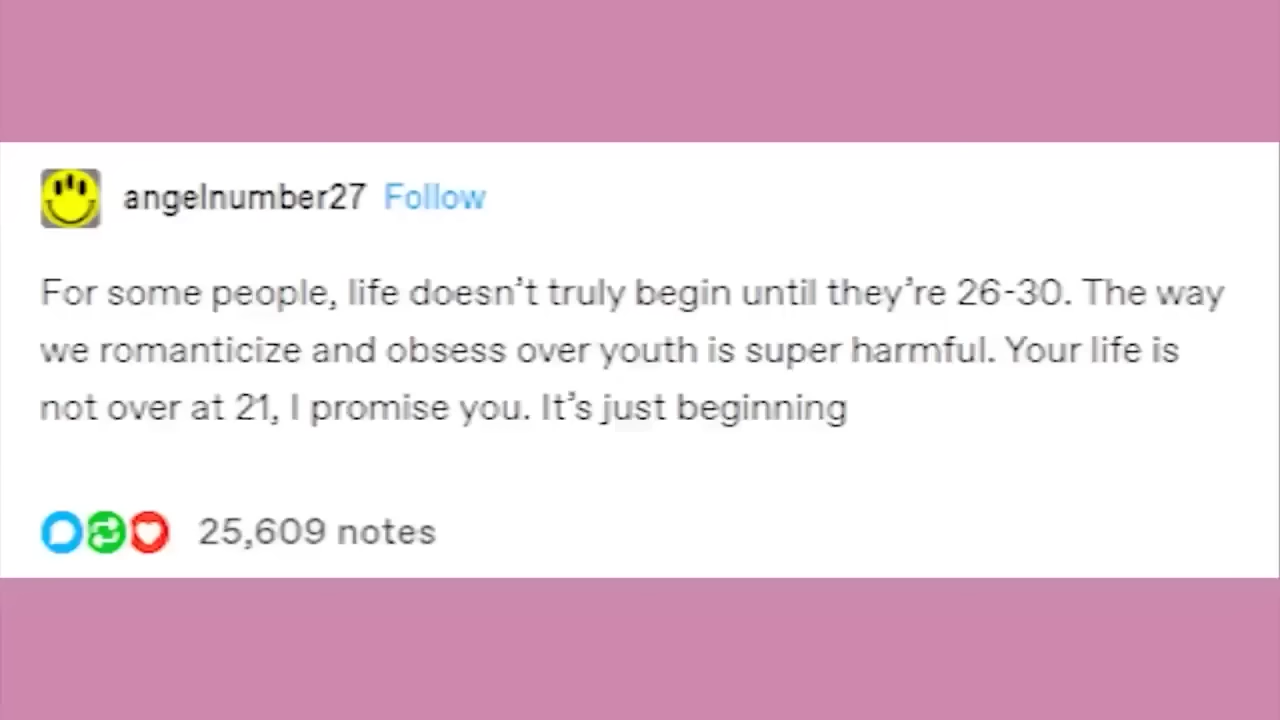 angelnumber27 Follow
For some people, life doesn’t truly begin until they’re 26-30. The way
we romanticize and obsess over youth is super harmful. Your life is
not over at 21, I promise you. It’s just beginning
25,609 notes